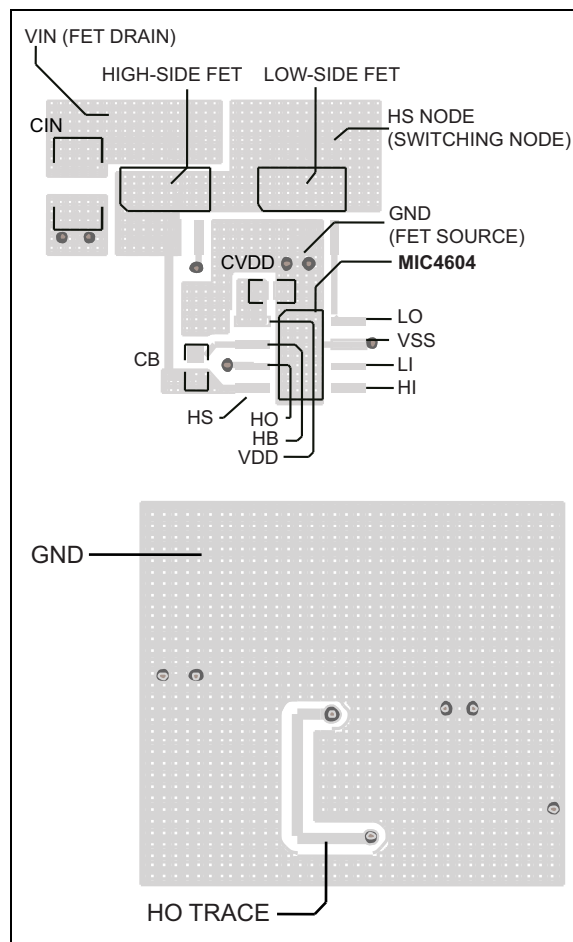 VIN (FET DRAIN)
HIGH-SIDE FET
LOW-SIDE FET
CIN
HS NODE
(SWITCHING NODE)
GND
(FET SOURCE)
CVDD
MIC4604
LO
VSS
CB
LI
HI
HS
HO
HB
VDD
GND
HO TRACE